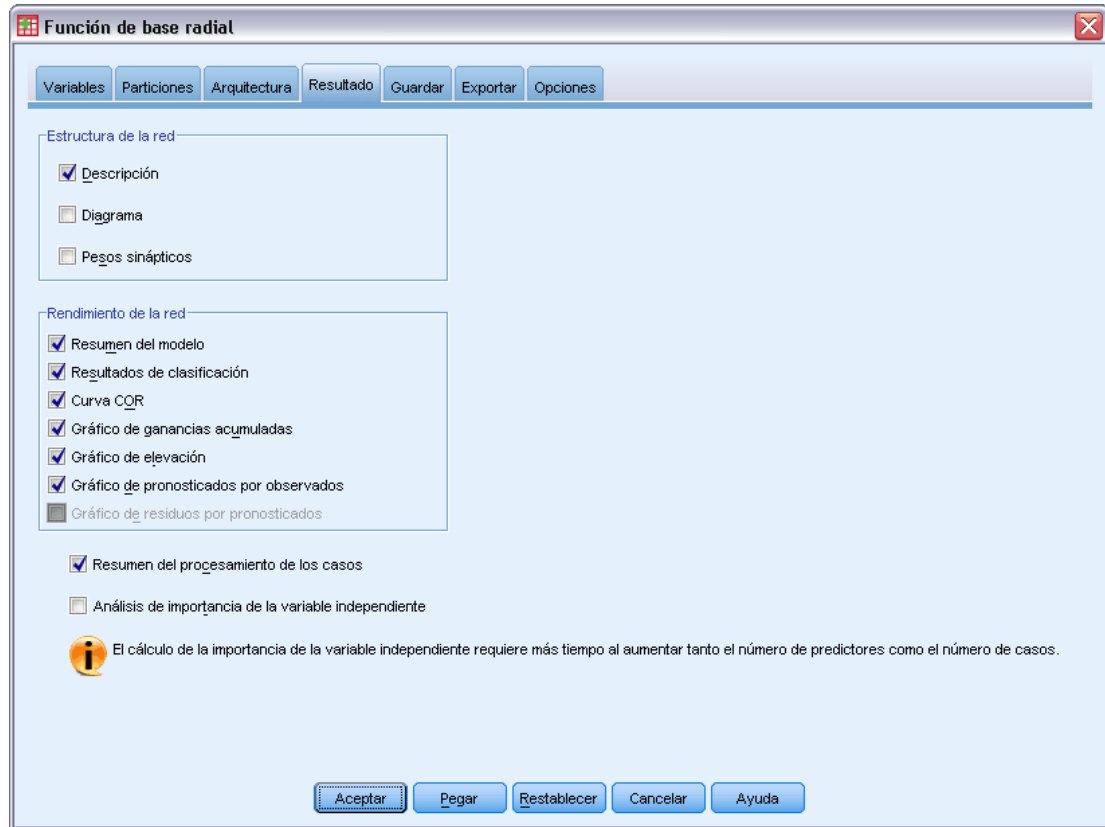 Función de base radial
Variables Particiones Arquitectura Resultado Guardar Exportar Opciones
Estructura de la red
Descripción
Diagrama
Pesos sinápticos
Rendimiento de la red
Resumen del modelo
Resultados de clasificación
Curva COR
Gráfico de ganancias acumuladas
Gráfico de elevación
Gráfico de pronosticados por observados
Gráfico de residuos por pronosticados
Resumen del procesamiento de los casos
Análisis de importancia de la variable independiente
El cálculo de la importancia de la variable independiente requiere más tiempo al aumentar tanto el número de predictores como el número de casos.
Aceptar Pegar Restablecer Cancelar Ayuda